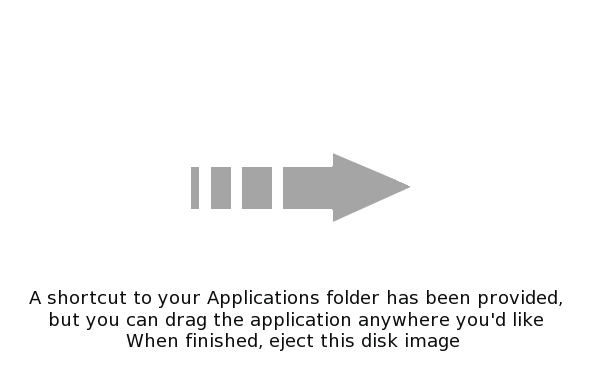 A shortcut to your Applications folder has been provided,
but you can drag the application anywhere you'd like
When finished, eject this disk image